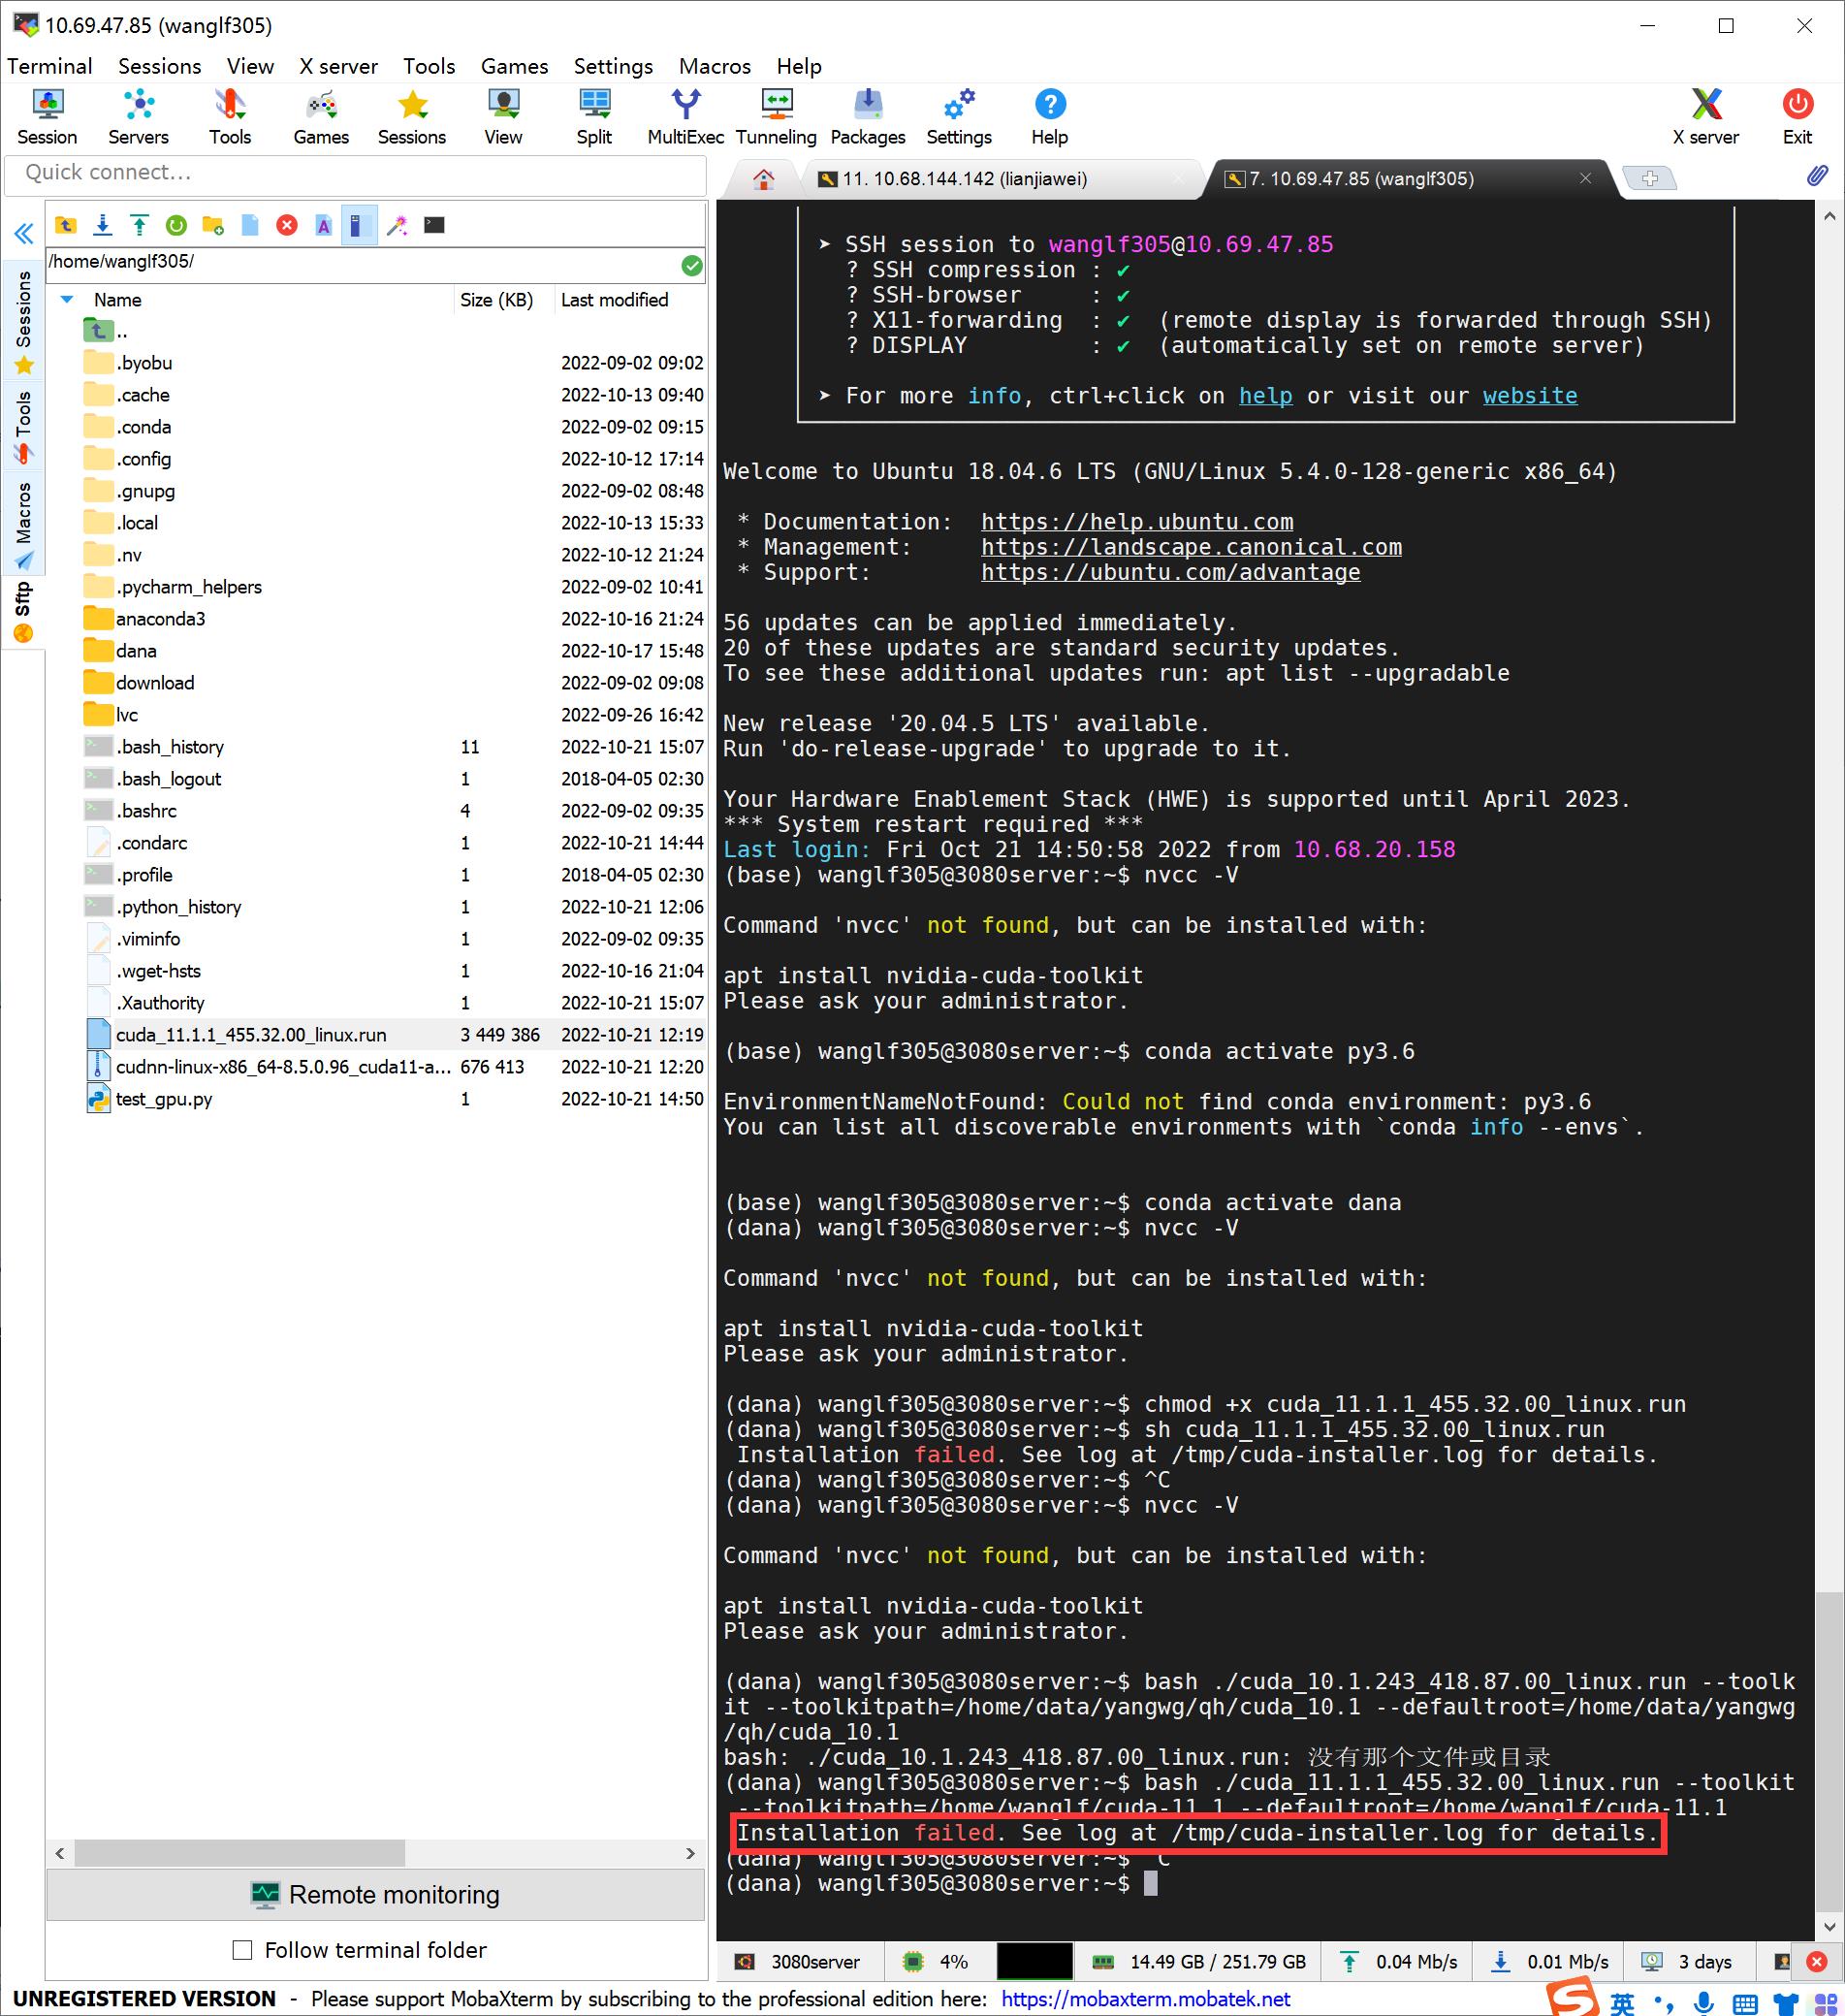 10.69.47.85 (wanglf305)
Terminal Sessions View X server Tools Games Settings Macros Help
Session Servers Tools Games Sessions View Split MultiExec Tunneling Packages Settings Help X server Exit
Quick connect...
11. 10.68.144.142 (lianjiawei)
7. 10.69.47.85 (wanglf305)
Sessions
Tools
Macros
Sftp
/home/wanglf305/
Name Size (KB) Last modified
..
.byobu 2022-09-02 09:02
.cache 2022-10-13 09:40
.conda 2022-09-02 09:15
.config 2022-10-12 17:14
.gnupg 2022-09-02 08:48
.local 2022-10-13 15:33
.nv 2022-10-12 21:24
.pycharm_helpers 2022-09-02 10:41
anaconda3 2022-10-16 21:24
dana 2022-10-17 15:48
download 2022-09-02 09:08
lvc 2022-09-26 16:42
.bash_history 11 2022-10-21 15:07
.bash_logout 1 2018-04-05 02:30
.bashrc 4 2022-09-02 09:35
.condarc 1 2022-10-21 14:44
.profile 1 2018-04-05 02:30
.python_history 1 2022-10-21 12:06
.viminfo 1 2022-09-02 09:35
.wget-hsts 1 2022-10-16 21:04
.Xauthority 1 2022-10-21 15:07
cuda_11.1.1_455.32.00_linux.run 3 449 386 2022-10-21 12:19
cudnn-linux-x86_64-8.5.0.96_cuda11-a... 676 413 2022-10-21 12:20
test_gpu.py 1 2022-10-21 14:50
Remote monitoring
Follow terminal folder
➤ SSH session to wanglf305@10.69.47.85
? SSH compression : ✔
? SSH-browser : ✔
? X11-forwarding : ✔ (remote display is forwarded through SSH)
? DISPLAY : ✔ (automatically set on remote server)
➤ For more info, ctrl+click on help or visit our website
Welcome to Ubuntu 18.04.6 LTS (GNU/Linux 5.4.0-128-generic x86_64)
* Documentation: https://help.ubuntu.com
* Management: https://landscape.canonical.com
* Support: https://ubuntu.com/advantage
56 updates can be applied immediately.
20 of these updates are standard security updates.
To see these additional updates run: apt list --upgradable
New release '20.04.5 LTS' available.
Run 'do-release-upgrade' to upgrade to it.
Your Hardware Enablement Stack (HWE) is supported until April 2023.
*** System restart required ***
Last login: Fri Oct 21 14:50:58 2022 from 10.68.20.158
(base) wanglf305@3080server:~$ nvcc -V
Command 'nvcc' not found, but can be installed with:
apt install nvidia-cuda-toolkit
Please ask your administrator.
(base) wanglf305@3080server:~$ conda activate py3.6
EnvironmentNameNotFound: Could not find conda environment: py3.6
You can list all discoverable environments with `conda info --envs`.
(base) wanglf305@3080server:~$ conda activate dana
(dana) wanglf305@3080server:~$ nvcc -V
Command 'nvcc' not found, but can be installed with:
apt install nvidia-cuda-toolkit
Please ask your administrator.
(dana) wanglf305@3080server:~$ chmod +x cuda_11.1.1_455.32.00_linux.run
(dana) wanglf305@3080server:~$ sh cuda_11.1.1_455.32.00_linux.run
Installation failed. See log at /tmp/cuda-installer.log for details.
(dana) wanglf305@3080server:~$ ^C
(dana) wanglf305@3080server:~$ nvcc -V
Command 'nvcc' not found, but can be installed with:
apt install nvidia-cuda-toolkit
Please ask your administrator.
(dana) wanglf305@3080server:~$ bash ./cuda_10.1.243_418.87.00_linux.run --toolk
it --toolkitpath=/home/data/yangwg/qh/cuda_10.1 --defaultroot=/home/data/yangwg
/qh/cuda_10.1
bash: ./cuda_10.1.243_418.87.00_linux.run: 没有那个文件或目录
(dana) wanglf305@3080server:~$ bash ./cuda_11.1.1_455.32.00_linux.run --toolkit
--toolkitpath=/home/wanglf/cuda-11.1 --defaultroot=/home/wanglf/cuda-11.1
Installation failed. See log at /tmp/cuda-installer.log for details.
(dana) wanglf305@3080server:~$ ^C
(dana) wanglf305@3080server:~$
3080server 4% 14.49 GB / 251.79 GB 0.04 Mb/s 0.01 Mb/s 3 days
UNREGISTERED VERSION - Please support MobaXterm by subscribing to the professional edition here: https://mobaxterm.mobatek.net
英